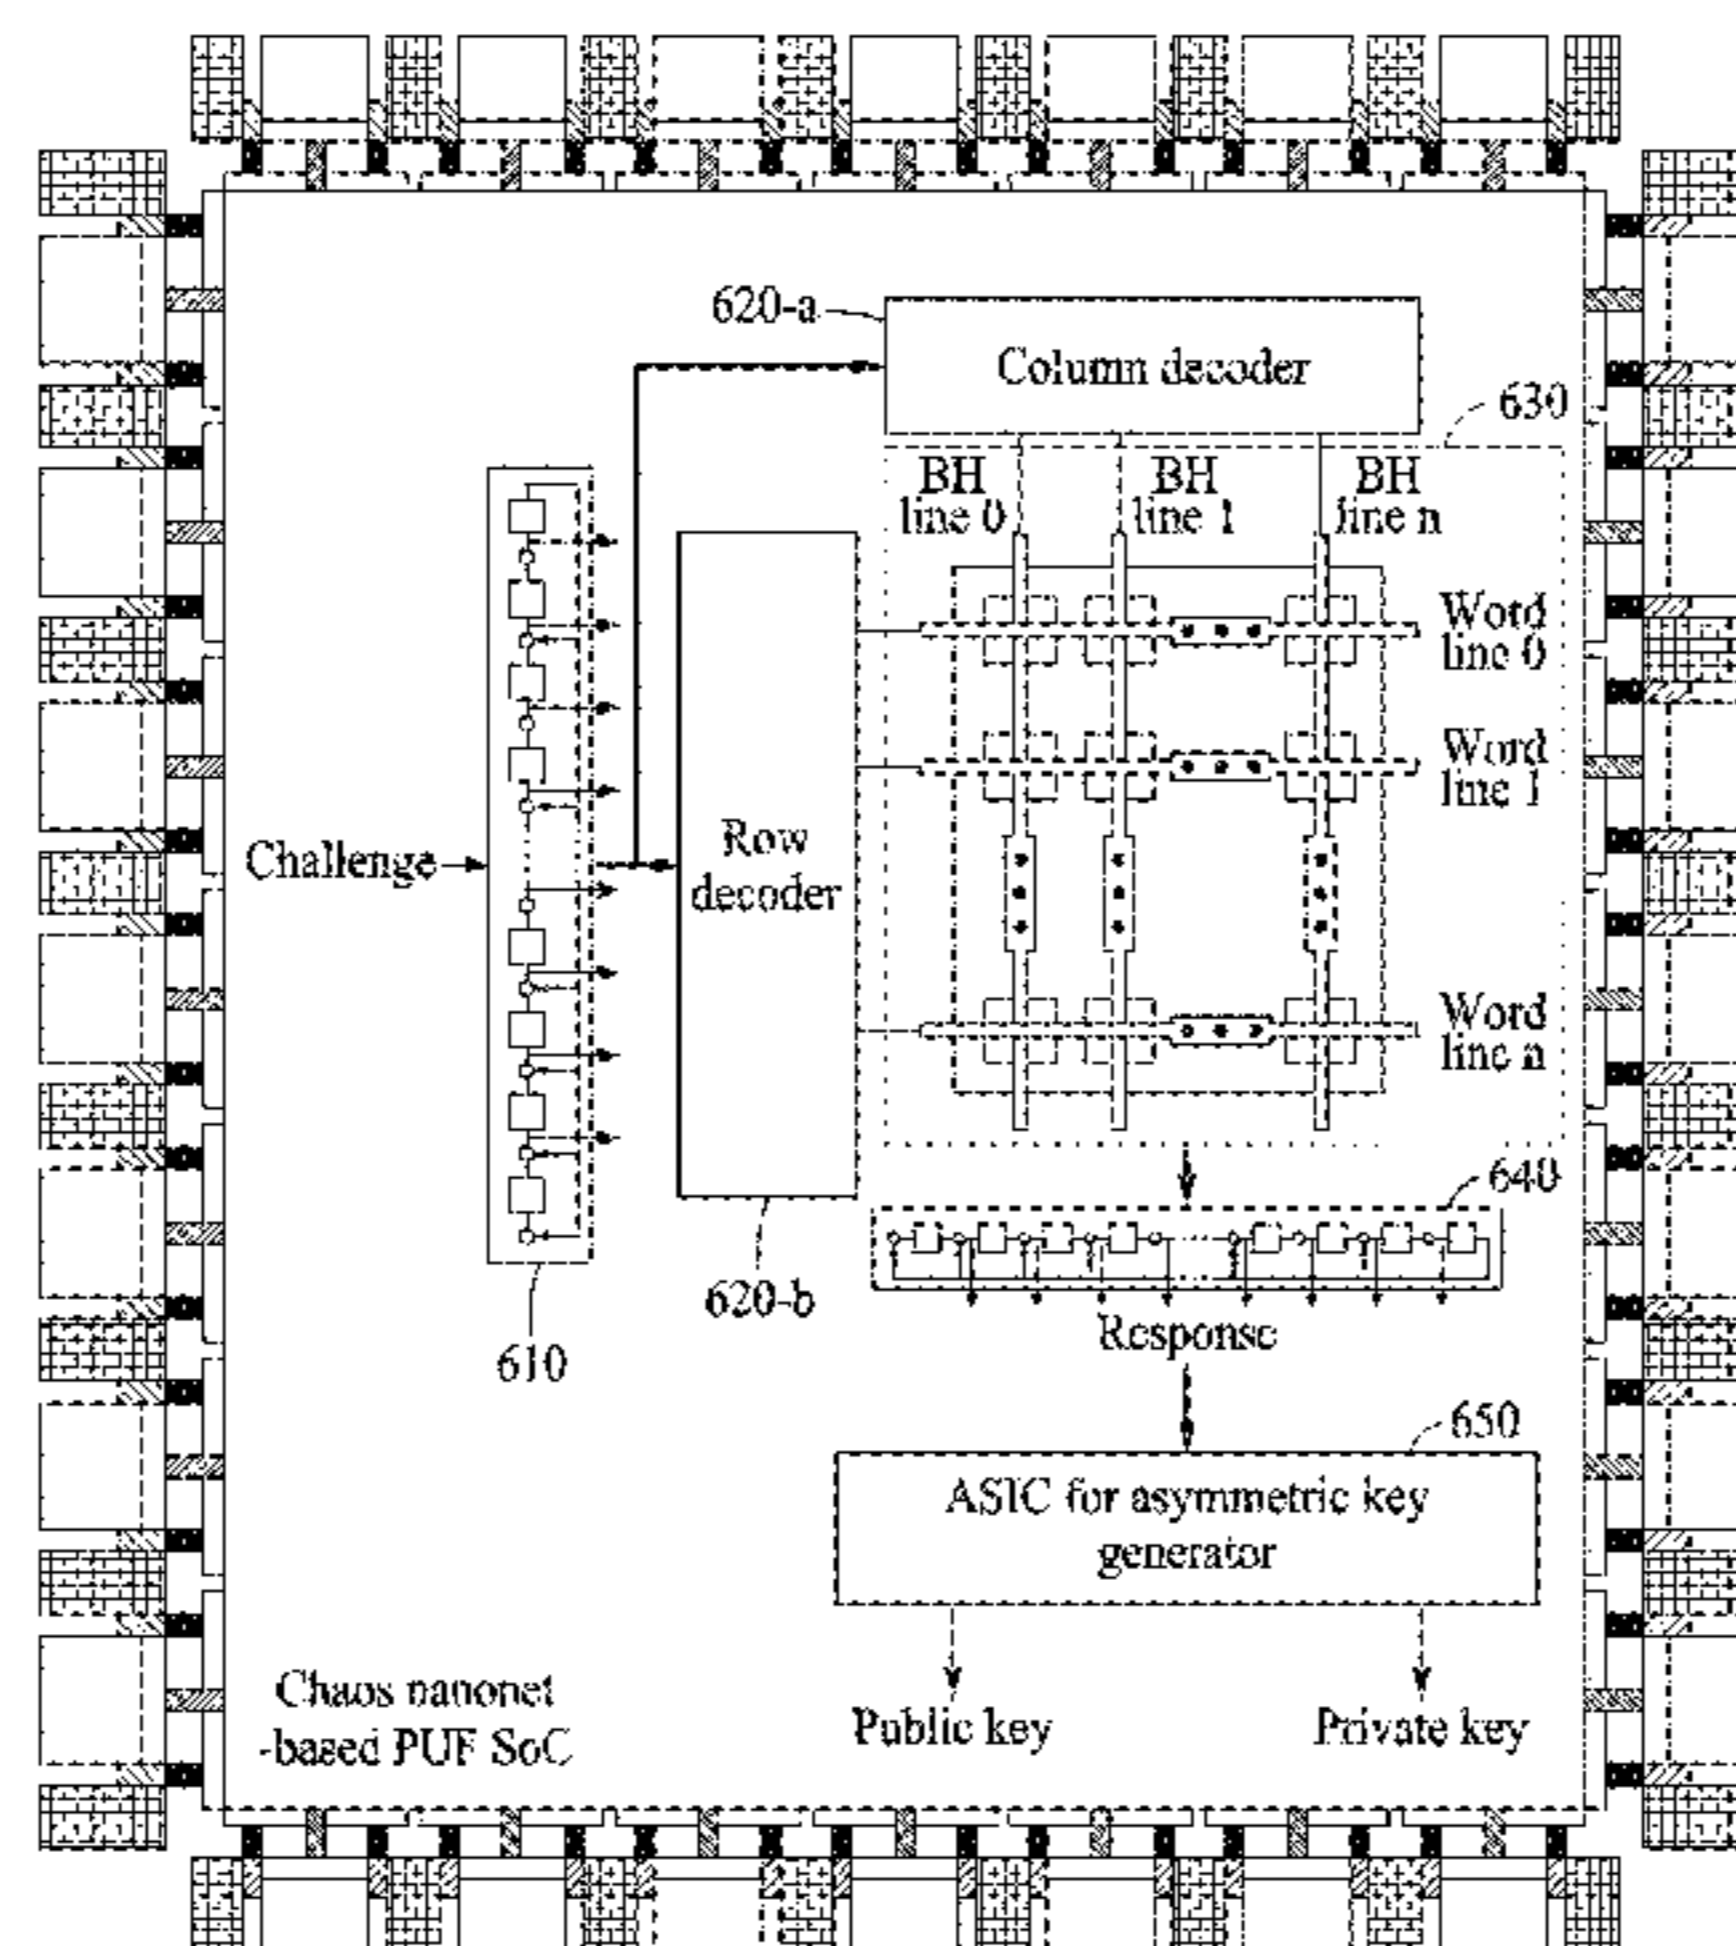 620-a
Column decoder
630
BH
line 0
BH
line 1
BH
line n
Word
line 0
Word
line 1
Challenge
Row
decoder
Word
line n
640
620-b
Response
610
650
ASIC for asymmetric key
generator
Chaos nanonet
-based PUF SoC
Public key
Private key